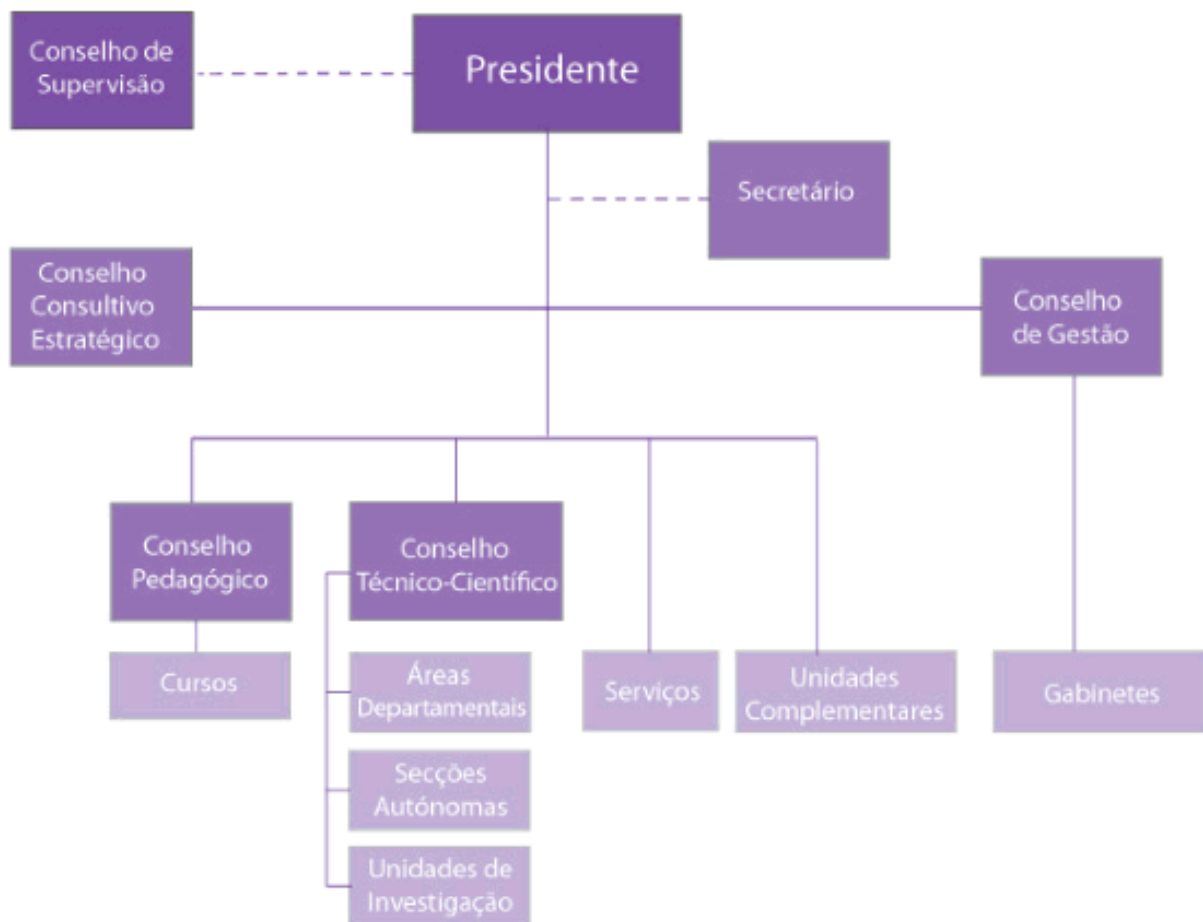 Conselho de
Supervisão
Presidente
Secretário
Conselho
Consultivo
Estratégico
Conselho
de Gestão
Conselho
Pedagógico
Conselho
Técnico-Científico
Cursos
Áreas
Departamentais
Serviços
Unidades
Complementares
Gabinetes
Secções
Autónomas
Unidades de
Investigação